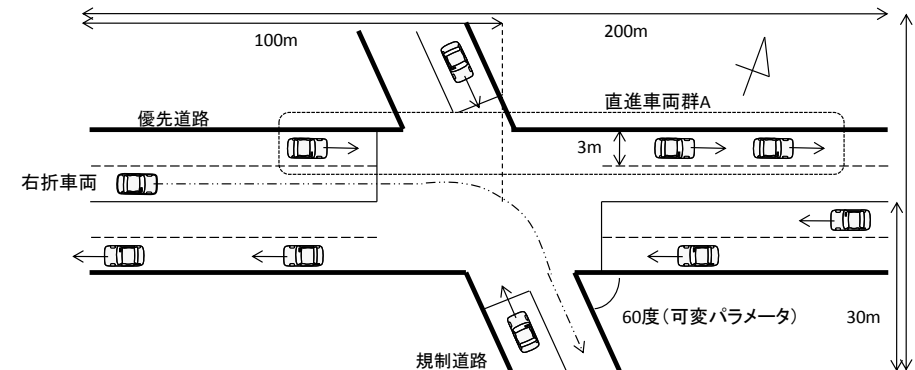 100m
200m
優先道路
直進車両群A
3m
右折車両
60度(可変パラメータ)
30m
規制道路